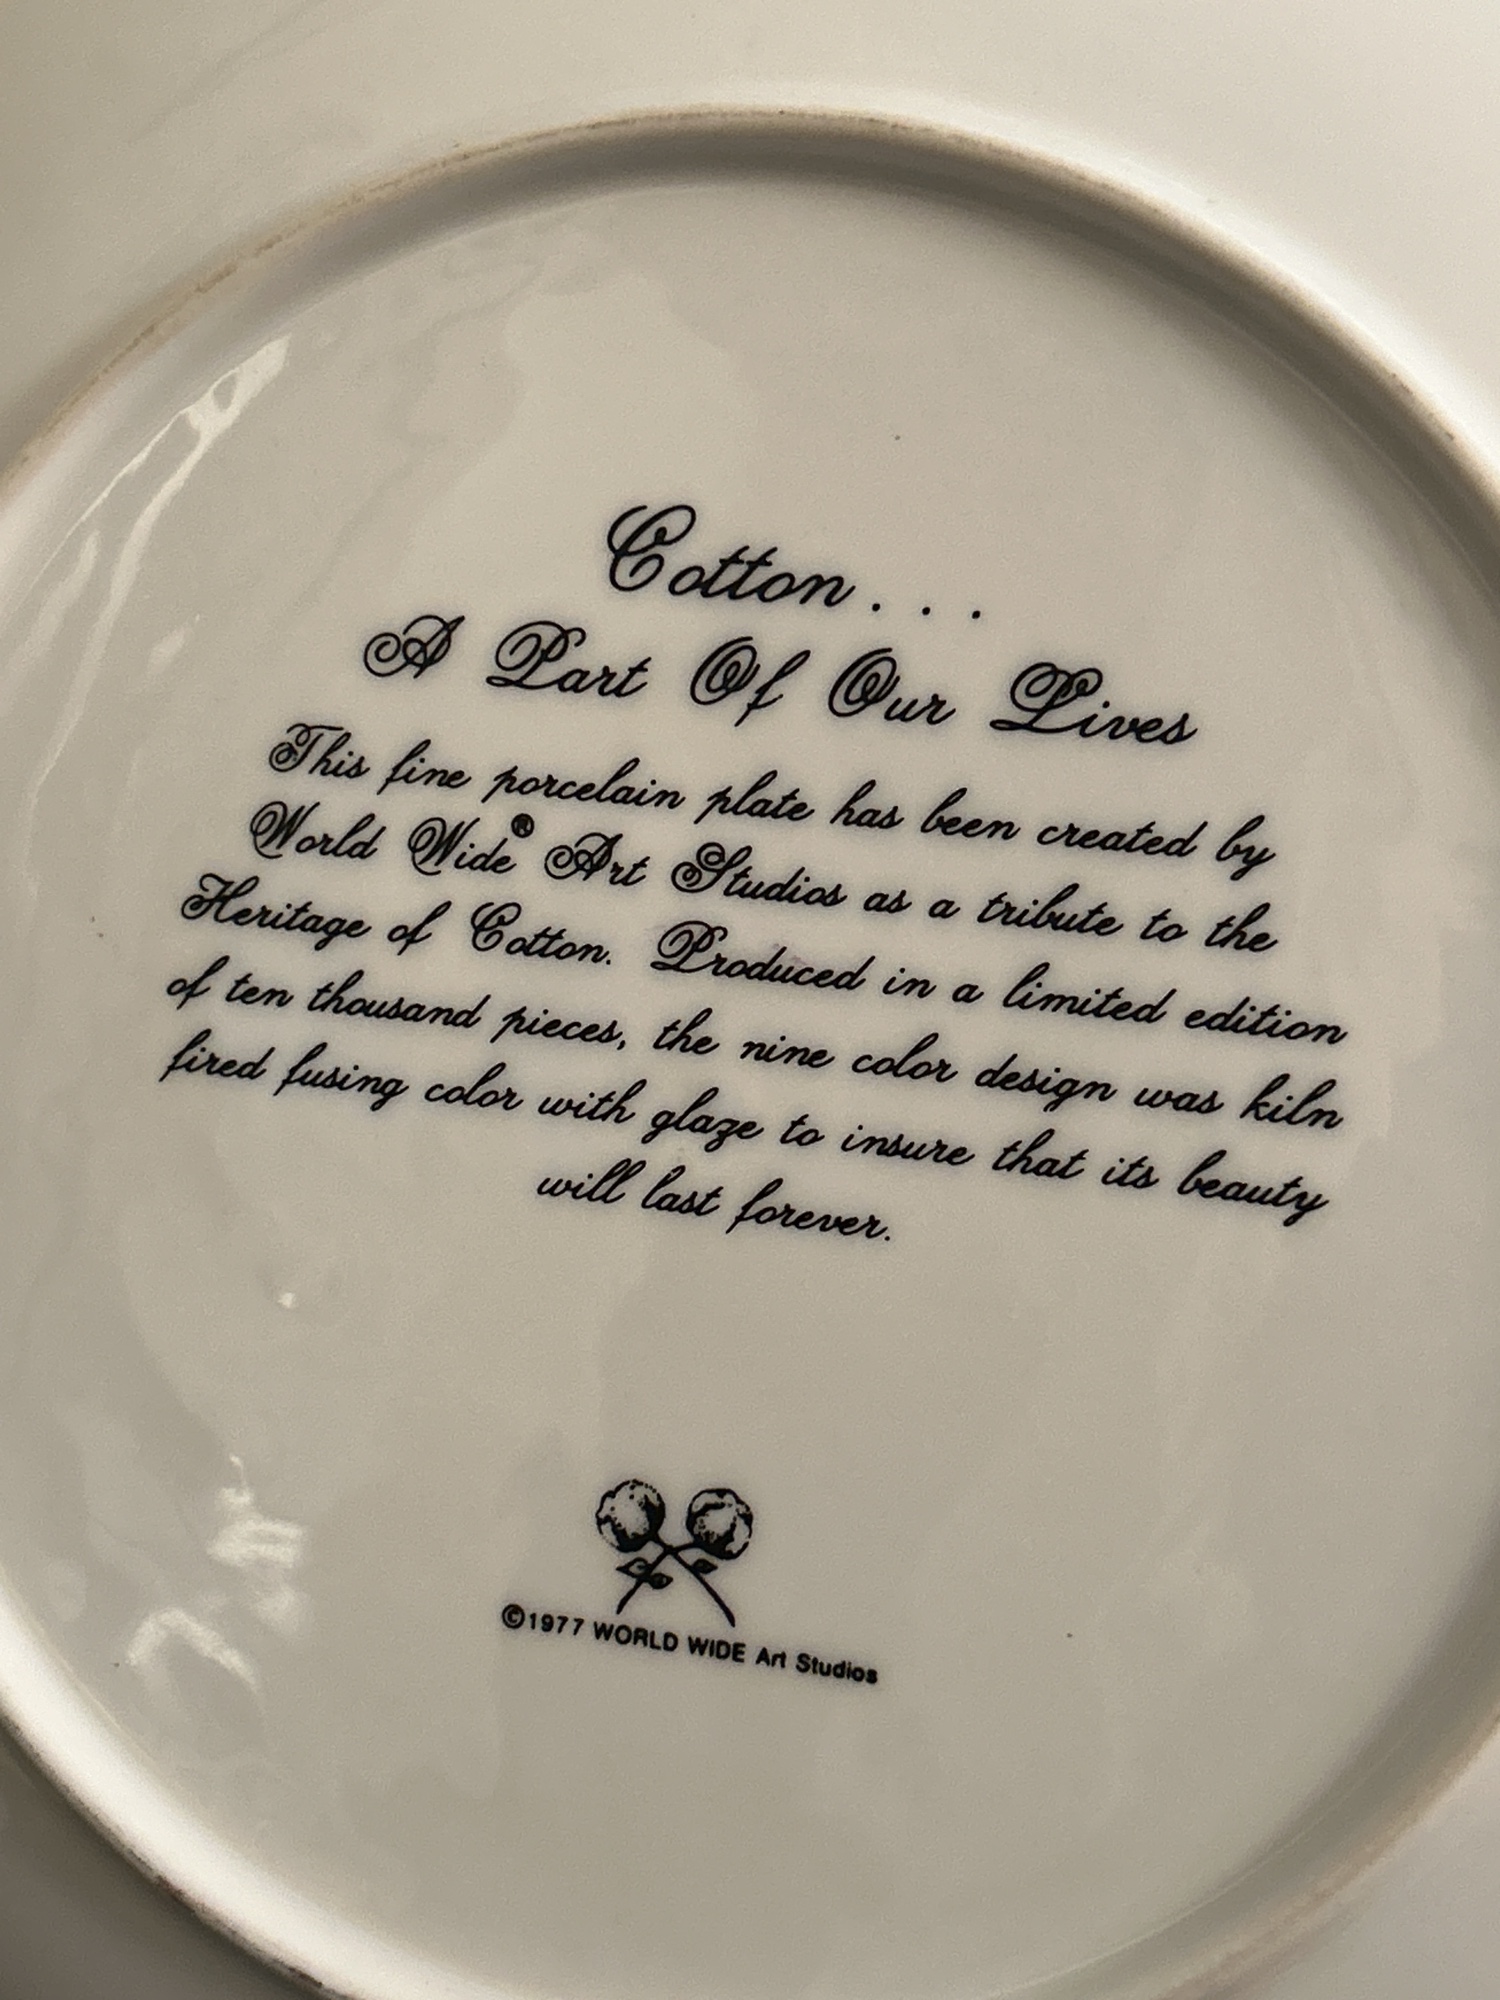 Cotton . . .
A Part Of Our Lives
This fine porcelain plate has been created by
World Wide® Art Studios as a tribute to the
Heritage of Cotton. Produced in a limited edition
of ten thousand pieces, the nine color design was kiln
fired fusing color with glaze to insure that its beauty
will last forever.
©1977 WORLD WIDE Art Studios